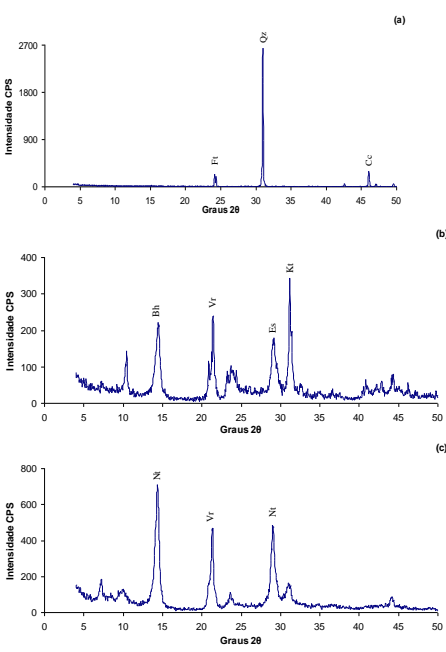 (a)
Intensidade CPS
2700
1800
900
0
Ft
Qz
Cc
0 5 10 15 20 25 30 35 40 45 50
Graus 2θ
(b)
Intensidade CPS
400
300
200
100
0
Bh
Vr
Es
Kt
0 5 10 15 20 25 30 35 40 45 50
Graus 2θ
(c)
Intensidade CPS
800
600
400
200
0
Nt
Vr
Nt
0 5 10 15 20 25 30 35 40 45 50
Graus 2θ